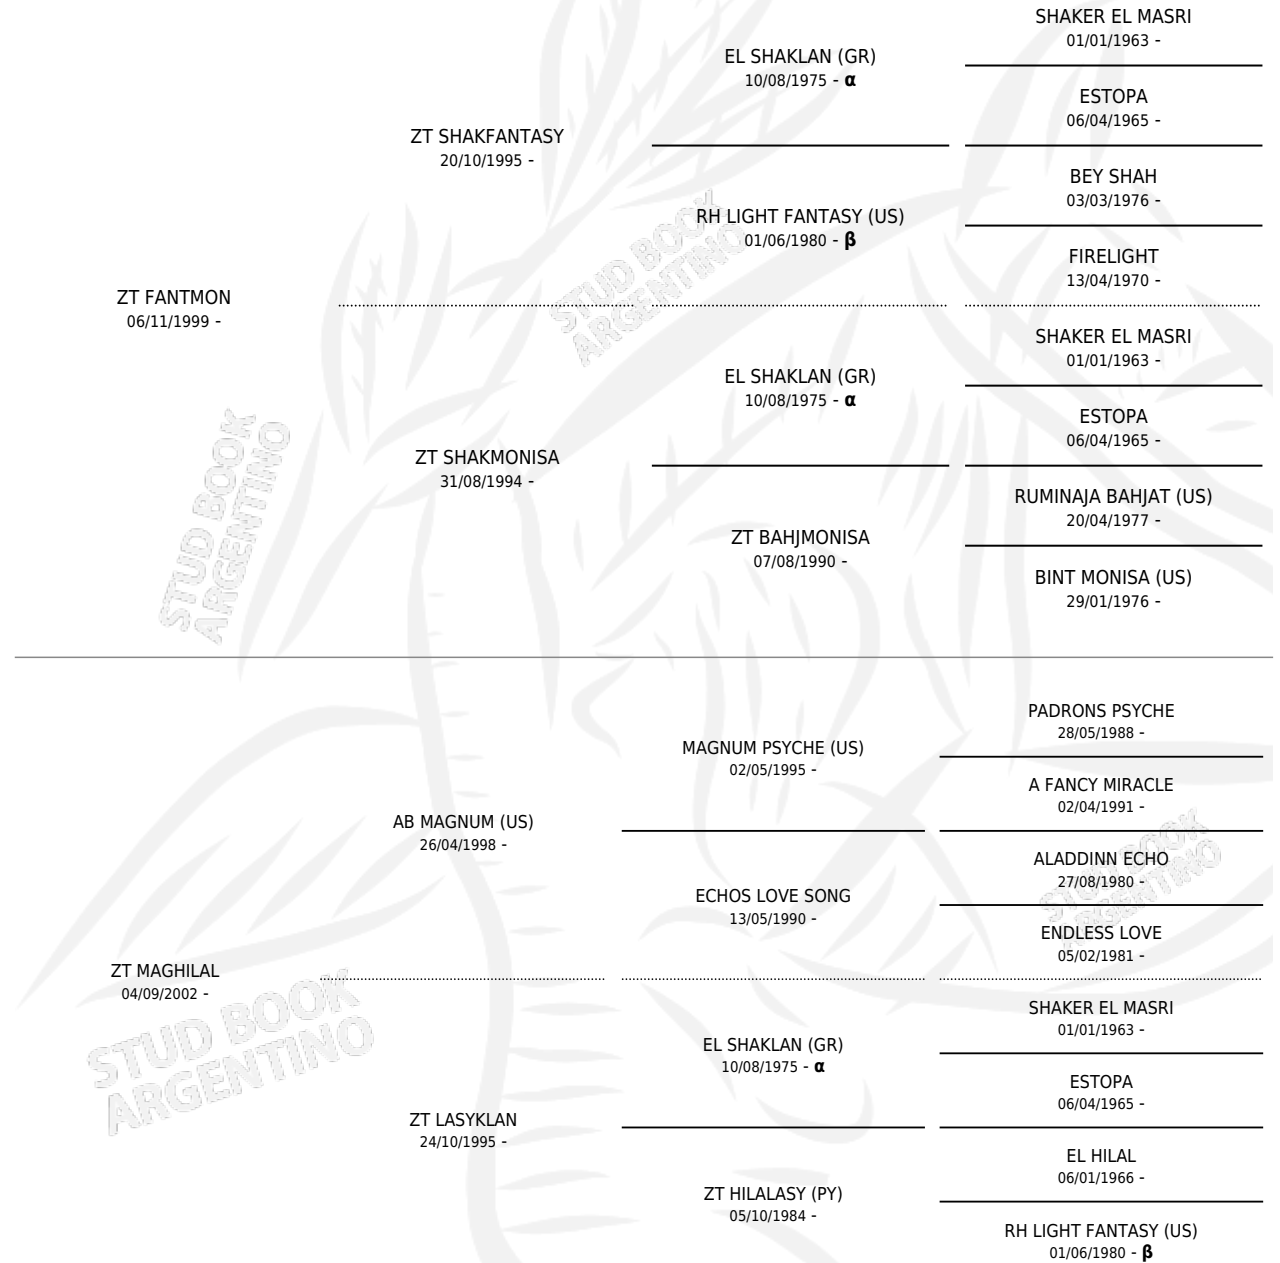 SHAKER EL MASRI
01/01/1963 -
EL SHAKLAN (GR)
10/08/1975 - α
ESTOPA
06/04/1965 -
ZT SHAKFANTASY
20/10/1995 -
BEY SHAH
03/03/1976 -
RH LIGHT FANTASY (US)
01/06/1980 - β
FIRELIGHT
13/04/1970 -
ZT FANTMON
06/11/1999 -
SHAKER EL MASRI
01/01/1963 -
EL SHAKLAN (GR)
10/08/1975 - α
ESTOPA
06/04/1965 -
ZT SHAKMONISA
31/08/1994 -
RUMINAJA BAHJAT (US)
20/04/1977 -
ZT BAHJMONISA
07/08/1990 -
BINT MONISA (US)
29/01/1976 -
PADRONS PSYCHE
28/05/1988 -
MAGNUM PSYCHE (US)
02/05/1995 -
A FANCY MIRACLE
02/04/1991 -
AB MAGNUM (US)
26/04/1998 -
ALADDINN ECHO
27/08/1980 -
ECHOS LOVE SONG
13/05/1990 -
ENDLESS LOVE
05/02/1981 -
ZT MAGHILAL
04/09/2002 -
SHAKER EL MASRI
01/01/1963 -
EL SHAKLAN (GR)
10/08/1975 - α
ESTOPA
06/04/1965 -
ZT LASYKLAN
24/10/1995 -
EL HILAL
06/01/1966 -
ZT HILALASY (PY)
05/10/1984 -
RH LIGHT FANTASY (US)
01/06/1980 - β
STUD BOOK
ARGENTINO
STUD BOOK
ARGENTINO
STUD BOOK
ARGENTINO
STUD BOOK
ARGENTINO